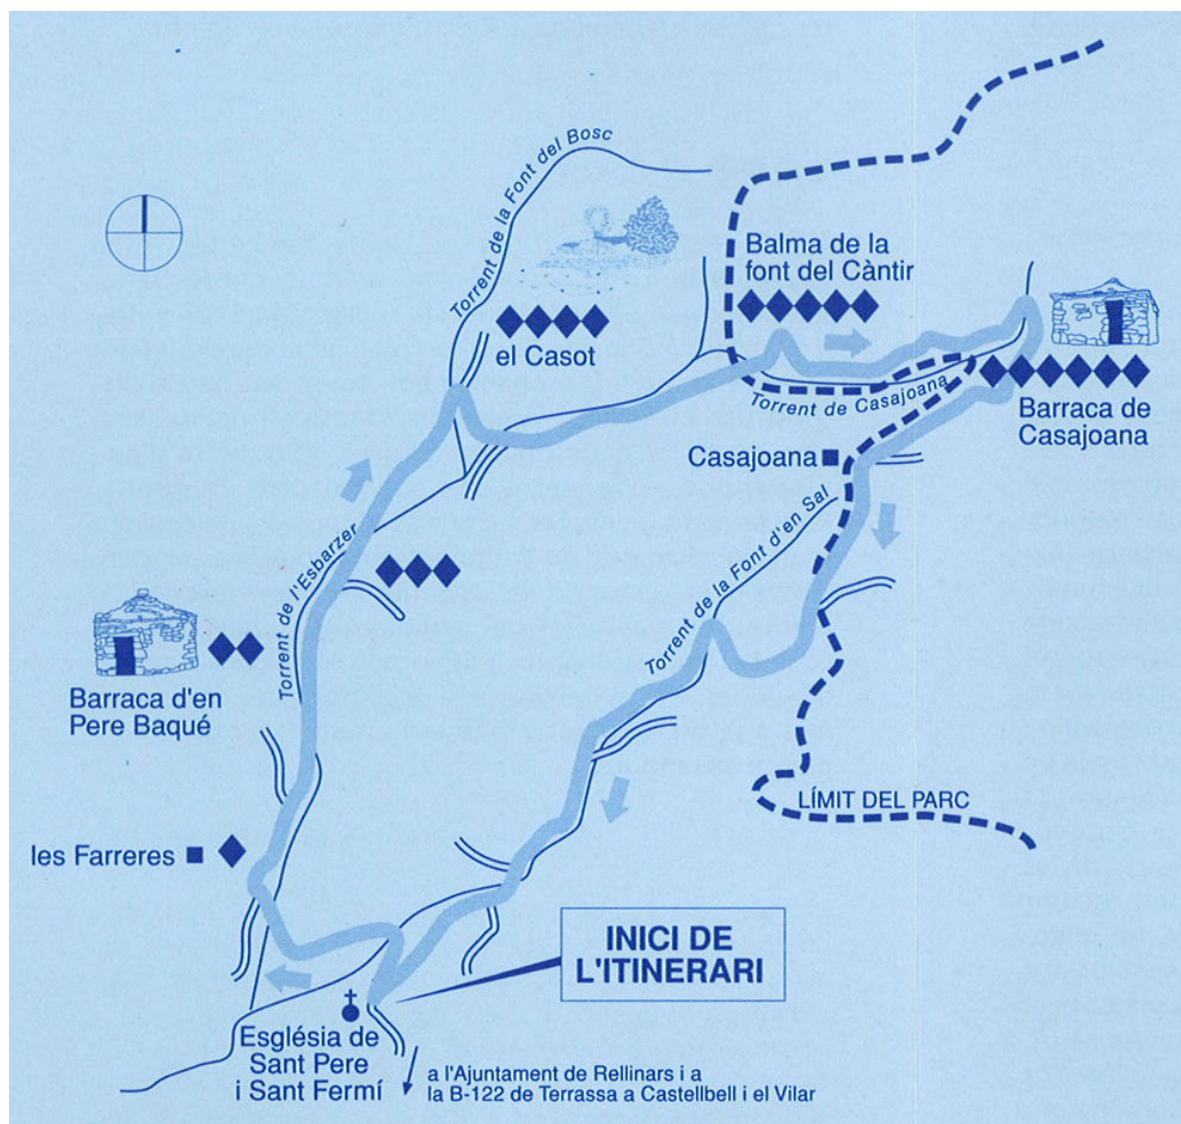 Torrent de la Font del Bosc
Balma de la
font del Càntir
el Casot
Torrent de Casajoana
Barraca de
Casajoana
Casajoana
Torrent de la Font d'en Sal
Torrent de l'Esbarzer
Barraca d'en
Pere Baqué
LÍMIT DEL PARC
les Farreres
INICI DE
L'ITINERARI
Església de
Sant Pere
i Sant Fermí
a l'Ajuntament de Rellinars i a
la B-122 de Terrassa a Castellbell i el Vilar